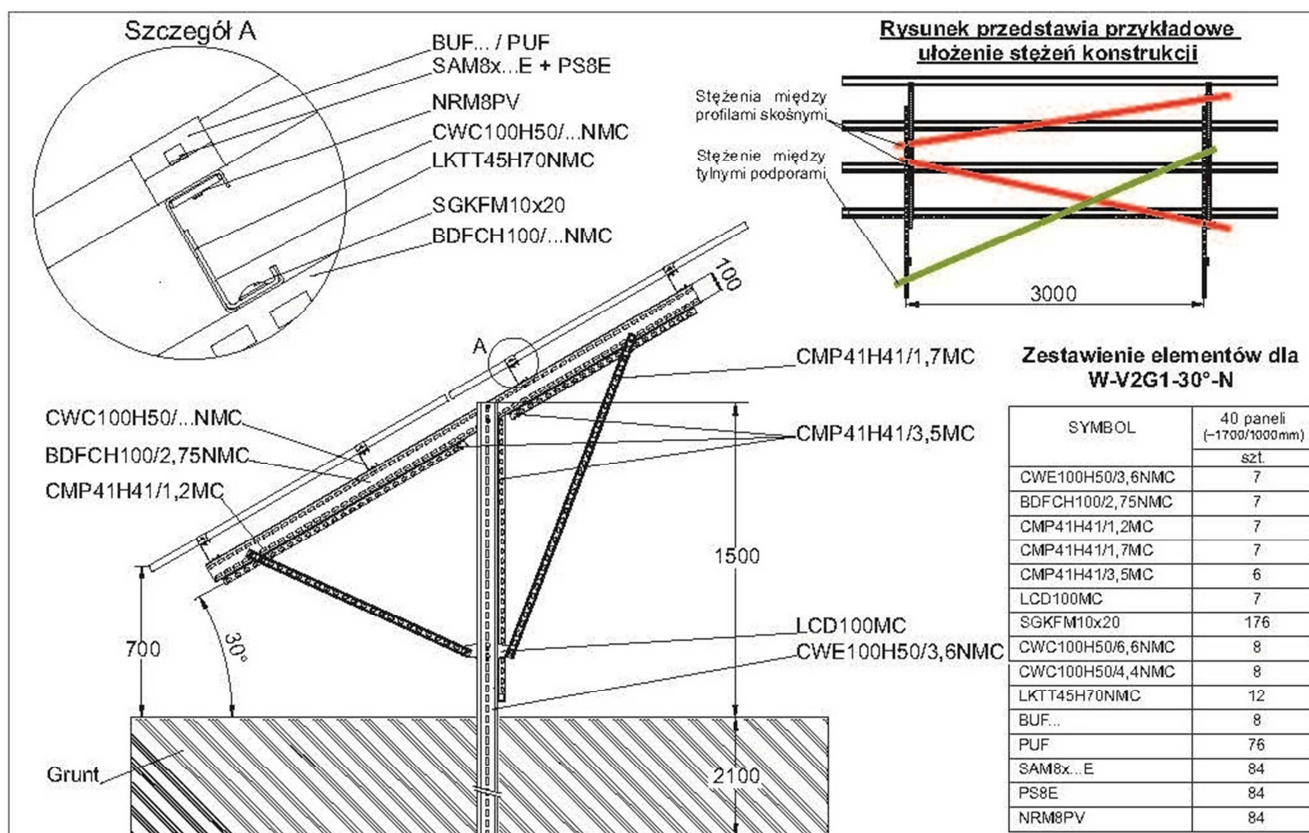 Szczegół A
BUF... / PUF
SAM8x...E + PS8E
NRM8PV
CWC100H50/...NMC
LKTT45H70NMC
SGKFM10x20
BDFCH100/...NMC
Rysunek przedstawia przykładowe
ułożenie stężeń konstrukcji
Stężenia między
profilami skośnymi
Stężenie między
tylnymi podporami
3000
100
A
CMP41H41/1,7MC
CMP41H41/3,5MC
CWC100H50/...NMC
BDFCH100/2,75NMC
CMP41H41/1,2MC
1500
700
30°
LCD100MC
CWE100H50/3,6NMC
Grunt
2100
Zestawienie elementów dla
W-V2G1-30°-N
SYMBOL 40 paneli
(~1700/1000mm)
szt.
CWE100H50/3,6NMC 7
BDFCH100/2,75NMC 7
CMP41H41/1,2MC 7
CMP41H41/1,7MC 7
CMP41H41/3,5MC 6
LCD100MC 7
SGKFM10x20 176
CWC100H50/6,6NMC 8
CWC100H50/4,4NMC 8
LKTT45H70NMC 12
BUF... 8
PUF 76
SAM8x...E 84
PS8E 84
NRM8PV 84